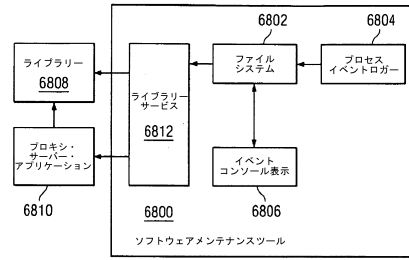 6802
6804
ライブラリー
6808
ライブラリー
サービス
6812
ファイル
システム
プロセス
イベントロガー
プロキシ・
サーバー・
アプリケーション
6810
イベント
コンソール表示
6806
6800
ソフトウェアメンテナンスツール